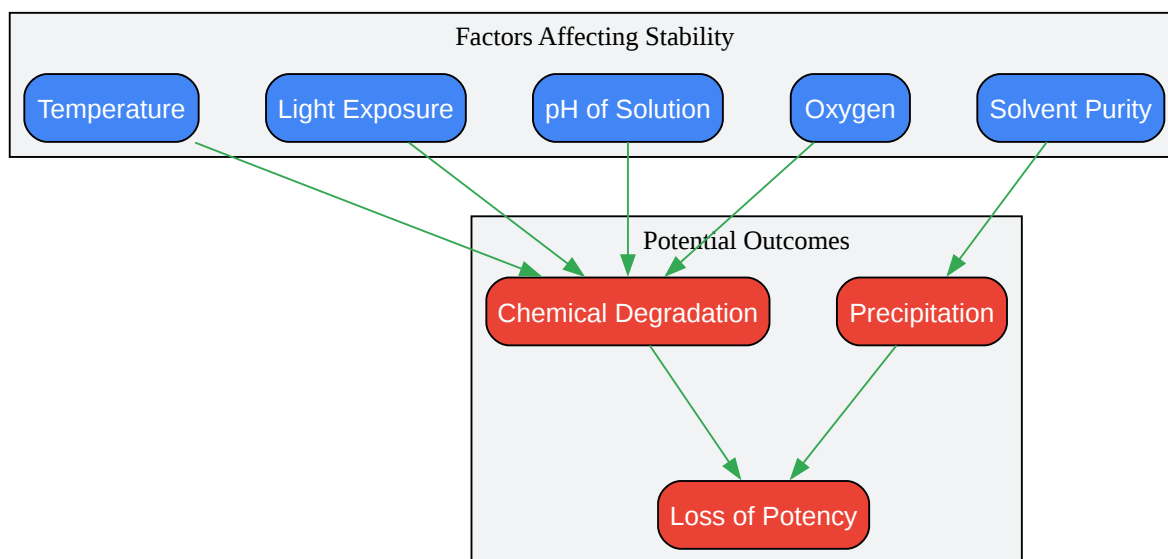 Factors Affecting Stability
Temperature
Light Exposure
pH of Solution
Oxygen
Solvent Purity
Potential Outcomes
Chemical Degradation
Precipitation
Loss of Potency